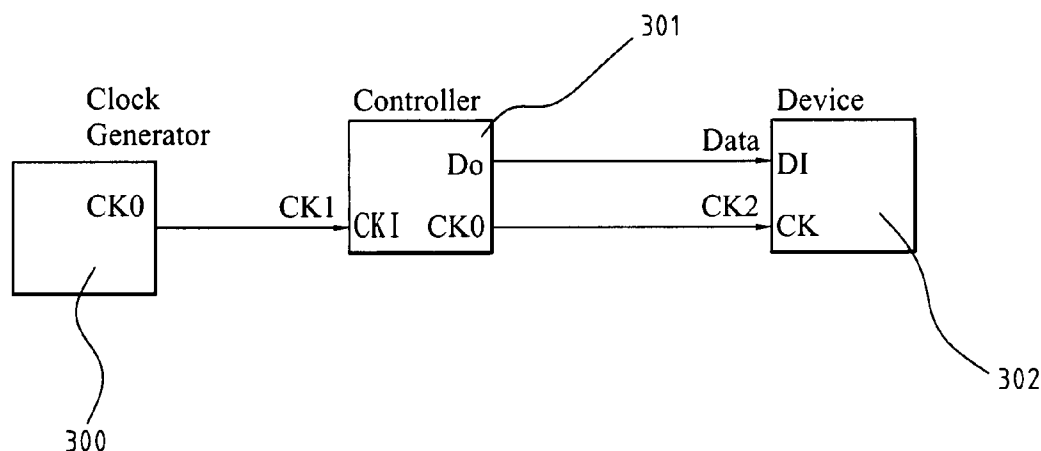 301
Clock
Generator
Controller
Device
Do
Data
DI
CK0
CK1
CKI
CK0
CK2
CK
302
300